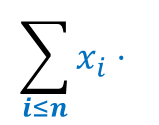 ∑ xᵢ ·
i≤n